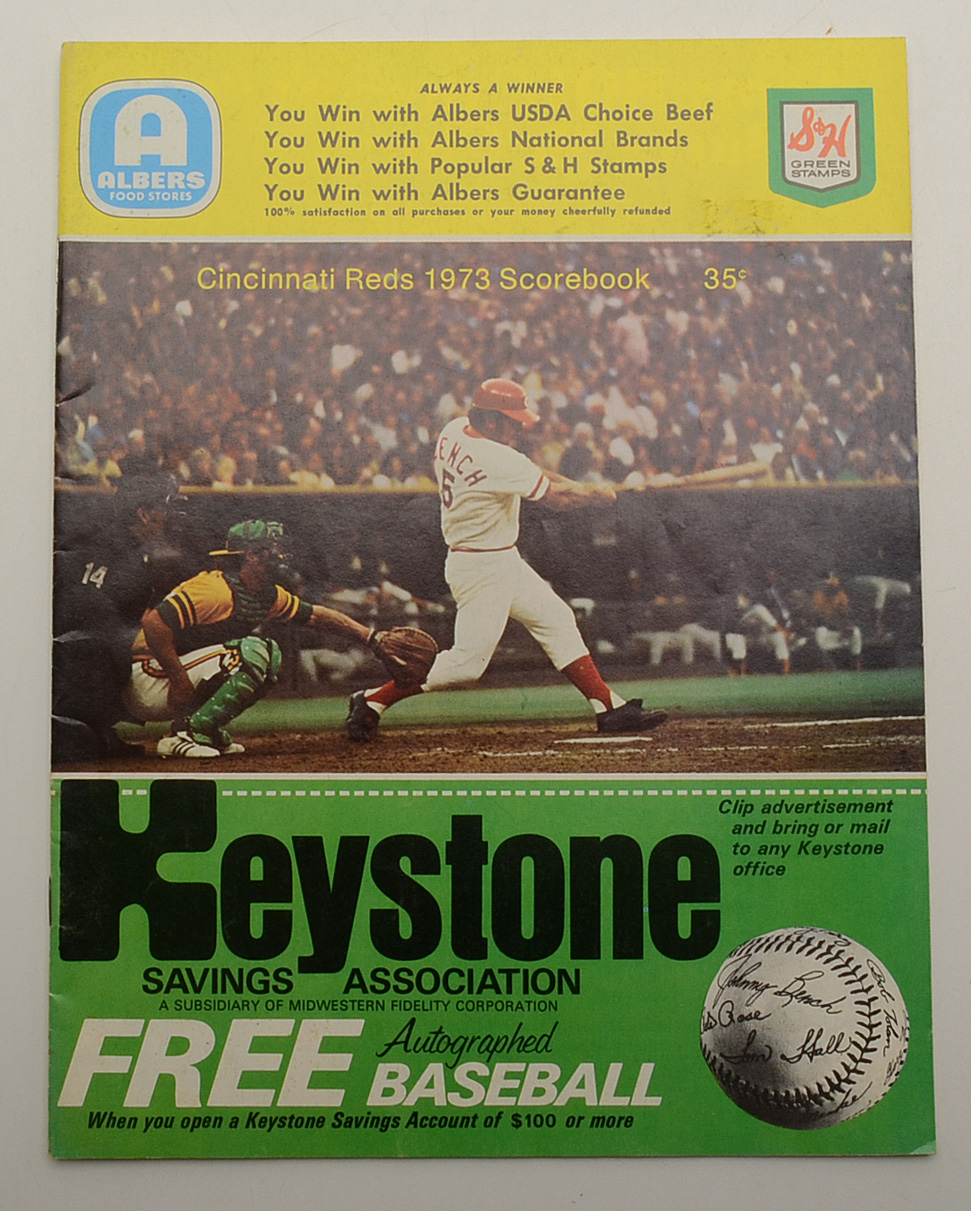 A
ALBERS
FOOD STORES
ALWAYS A WINNER
You Win with Albers USDA Choice Beef
You Win with Albers National Brands
You Win with Popular S & H Stamps
You Win with Albers Guarantee
100% satisfaction on all purchases or your money cheerfully refunded
S&H
GREEN
STAMPS
Cincinnati Reds 1973 Scorebook 35¢
ENCH
5
14
Clip advertisement
and bring or mail
to any Keystone
office
Keystone
SAVINGS ASSOCIATION
A SUBSIDIARY OF MIDWESTERN FIDELITY CORPORATION
FREE Autographed
BASEBALL
When you open a Keystone Savings Account of $100 or more
Johnny Bench
Rose
Hall